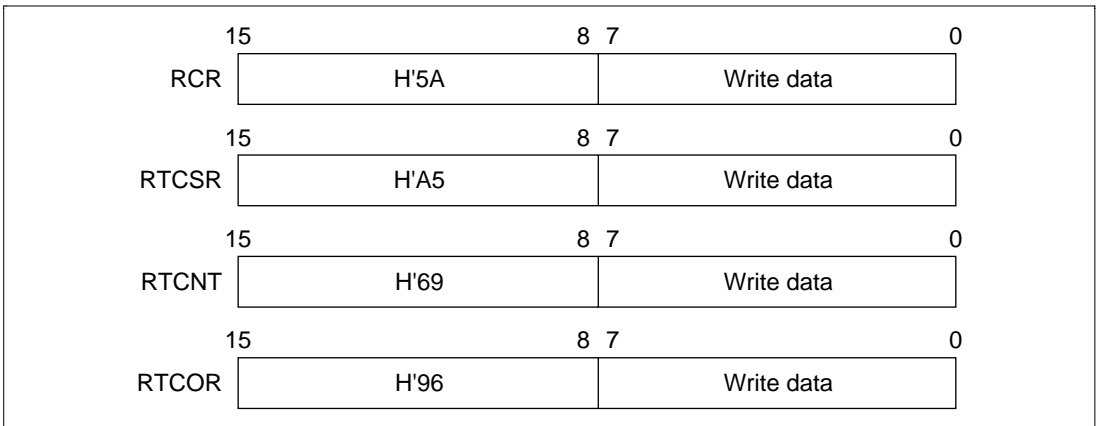 15 8 7 0
RCR H'5A Write data
15 8 7 0
RTCSR H'A5 Write data
15 8 7 0
RTCNT H'69 Write data
15 8 7 0
RTCOR H'96 Write data